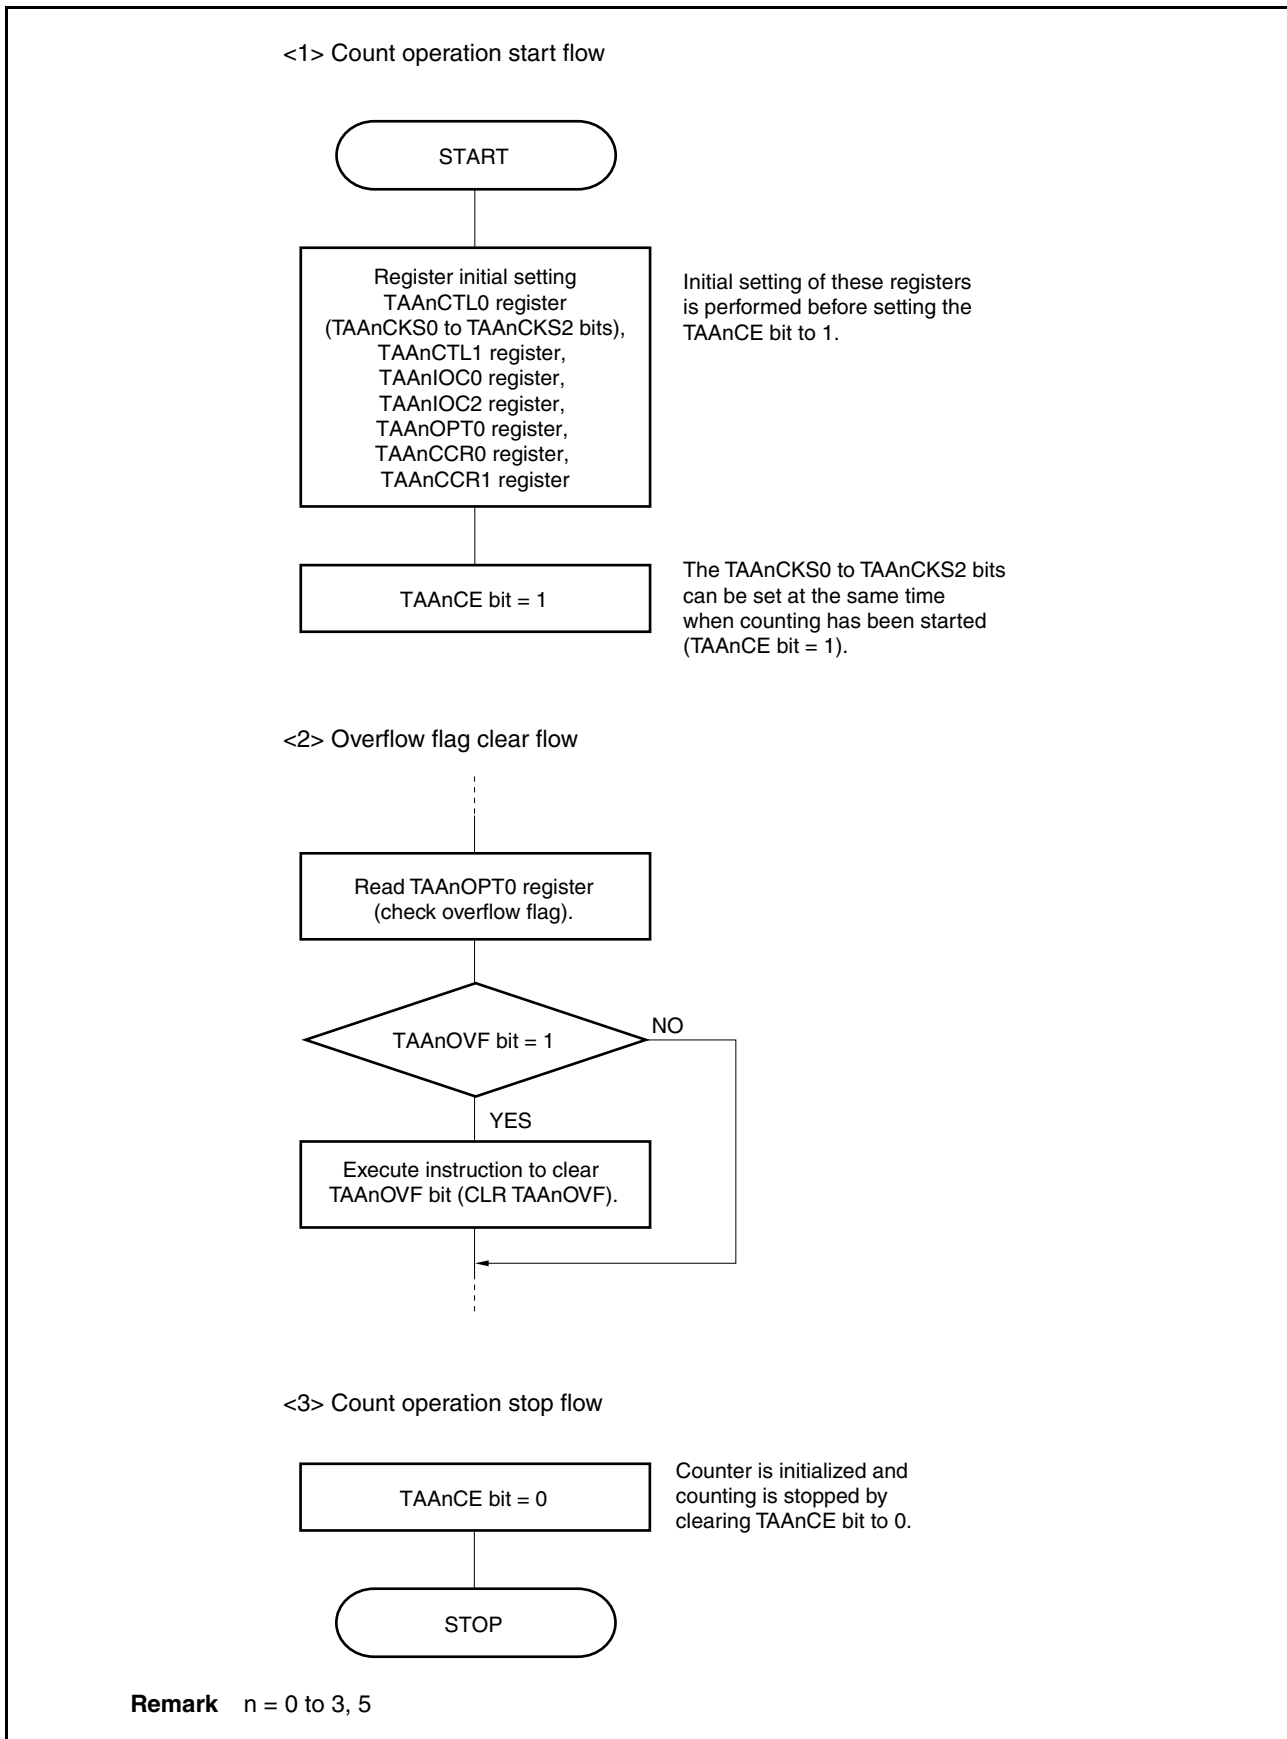 <1> Count operation start flow
START
Register initial setting
TAAnCTL0 register
(TAAnCKS0 to TAAnCKS2 bits),
TAAnCTL1 register,
TAAnIOC0 register,
TAAnIOC2 register,
TAAnOPT0 register,
TAAnCCR0 register,
TAAnCCR1 register
Initial setting of these registers
is performed before setting the
TAAnCE bit to 1.
TAAnCE bit = 1
The TAAnCKS0 to TAAnCKS2 bits
can be set at the same time
when counting has been started
(TAAnCE bit = 1).
<2> Overflow flag clear flow
Read TAAnOPT0 register
(check overflow flag).
TAAnOVF bit = 1
NO
YES
Execute instruction to clear
TAAnOVF bit (CLR TAAnOVF).
<3> Count operation stop flow
TAAnCE bit = 0
Counter is initialized and
counting is stopped by
clearing TAAnCE bit to 0.
STOP
Remark n = 0 to 3, 5